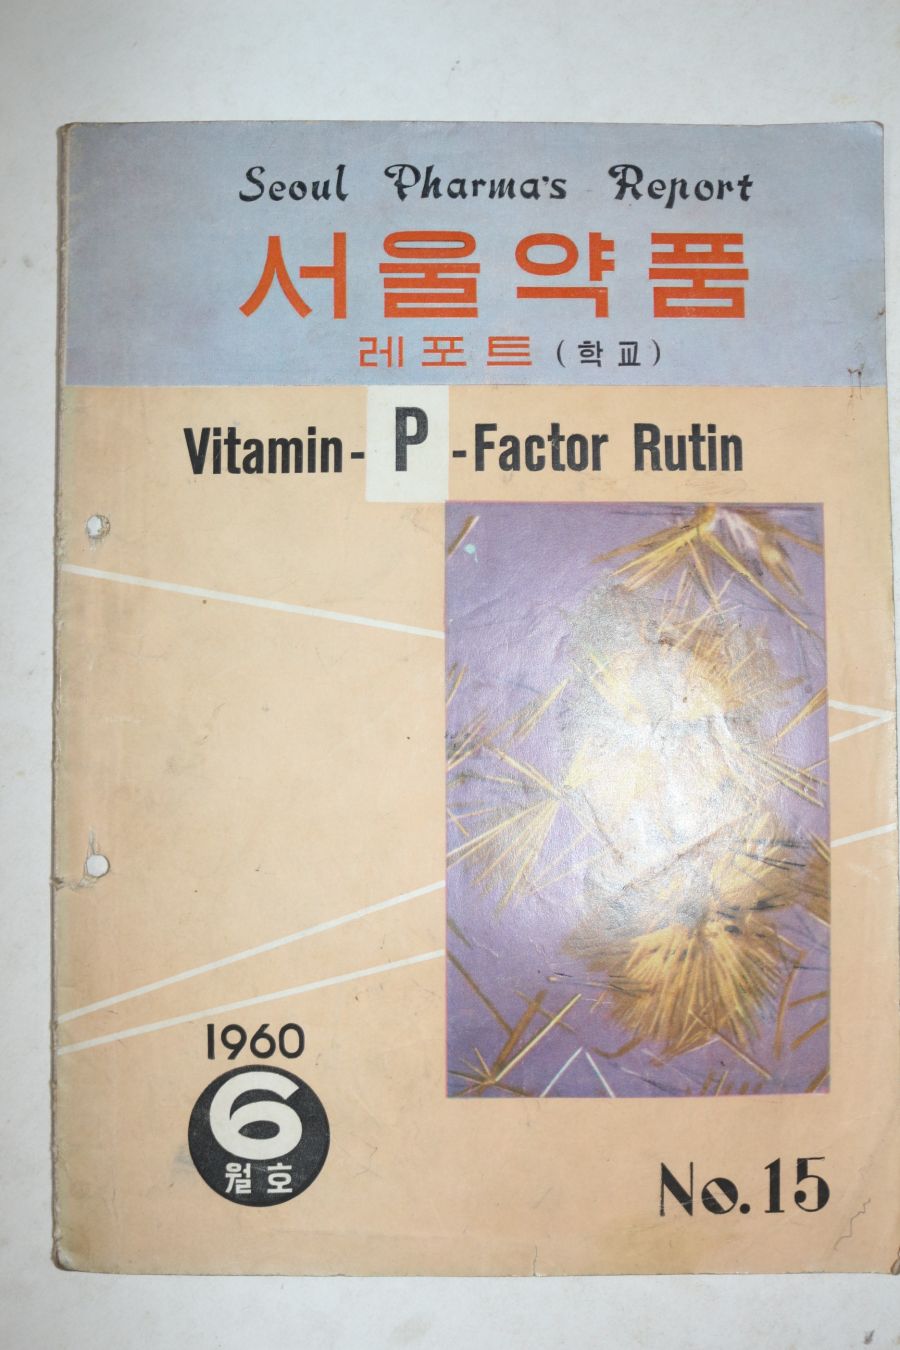 Seoul Pharma's Report
서울약품
레포트 (학교)
Vitamin-P-Factor Rutin
1960
6
월호
No.15